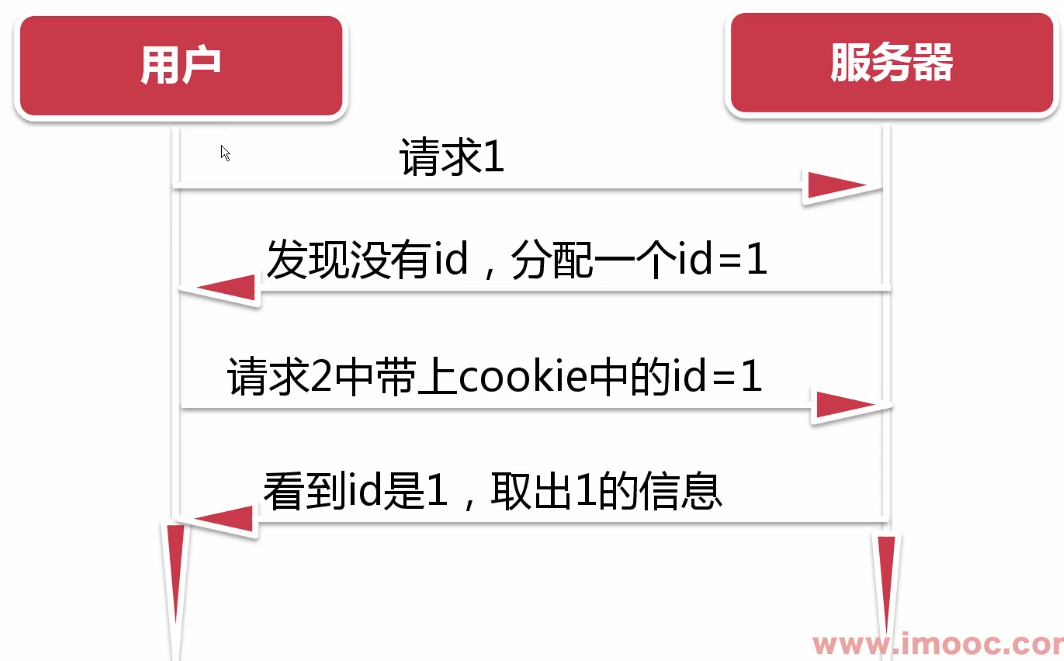 用户
服务器
请求1
发现没有id，分配一个id=1
请求2中带上cookie中的id=1
看到id是1，取出1的信息
www.imooc.co